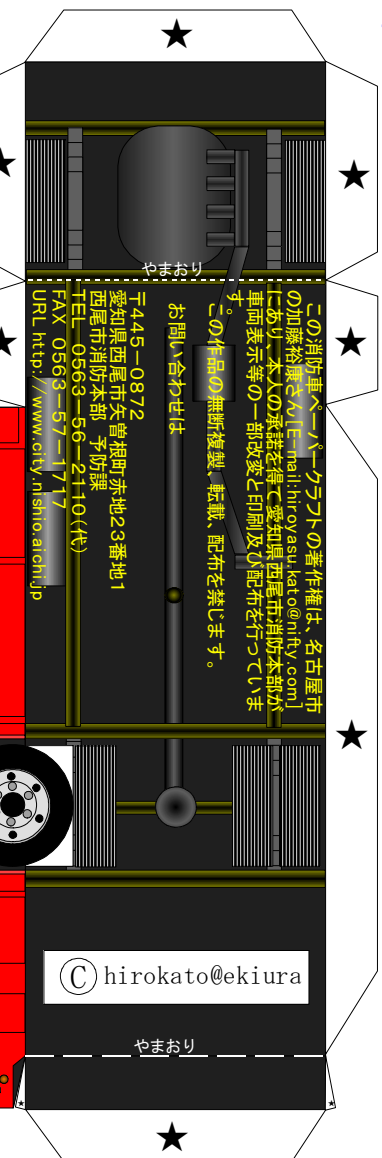 やまおり
この消防車ペーパークラフトの著作権は、名古屋市
の加藤裕康さん[E-mail:hiroyasu.kato@nifty.com]
にあり、本人の承諾を得て愛知県西尾市消防本部が
車両表示等の一部改変と印刷及び配布を行っていま
す。
この作品の無断複製、転載、配布を禁じます。
お問い合わせは
〒445－0872
愛知県西尾市矢曽根町赤地23番地1
西尾市消防本部　予防課
TEL　0563－56－2110(代)
FAX　0563－57－1717
URL http://www.city.nishio.aichi.jp
Ⓒ hirokato@ekiura
やまおり